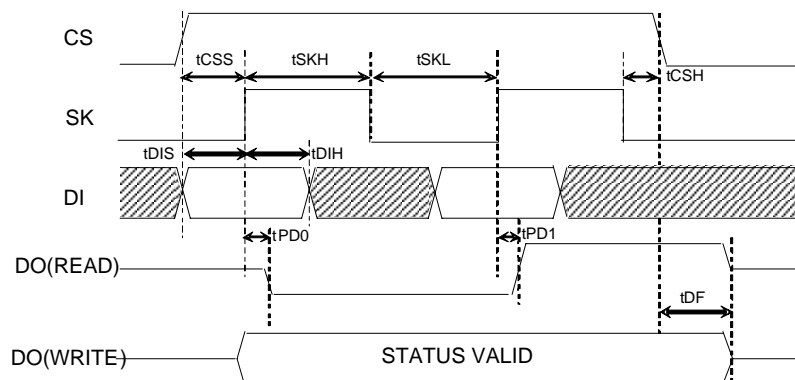 CS
tCSS tSKH tSKL tCSH
SK
tDIS tDIH
DI
tPD0 tPD1
DO(READ)
tDF
DO(WRITE) STATUS VALID